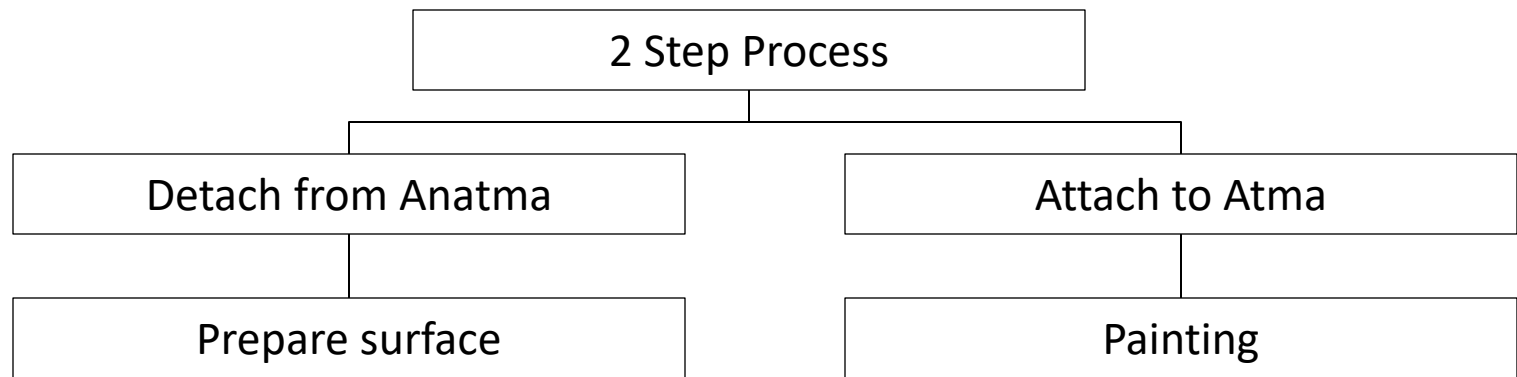 2 Step Process
Detach from Anatma
Attach to Atma
Prepare surface
Painting